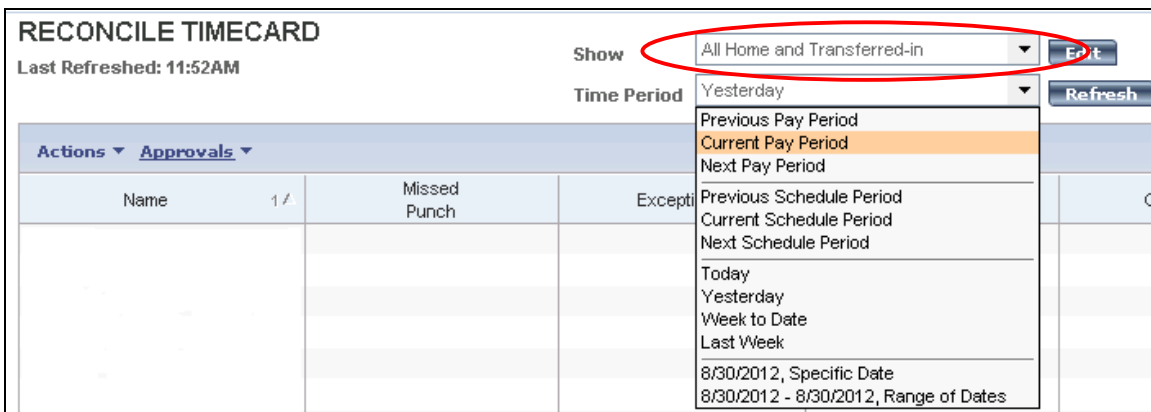 RECONCILE TIMECARD
Last Refreshed: 11:52AM
Show All Home and Transferred-in Edit
Time Period Yesterday Refresh
Previous Pay Period
Current Pay Period
Next Pay Period
Previous Schedule Period
Current Schedule Period
Next Schedule Period
Today
Yesterday
Week to Date
Last Week
8/30/2012, Specific Date
8/30/2012 - 8/30/2012, Range of Dates
Actions Approvals
Name 1
Missed
Punch
Excepti